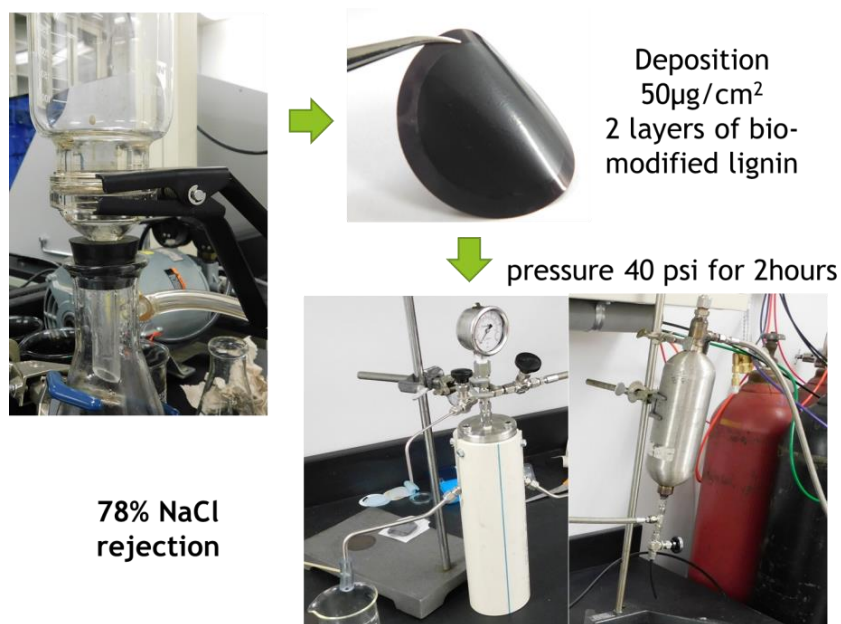 Deposition
50µg/cm²
2 layers of bio-
modified lignin
pressure 40 psi for 2hours
78% NaCl
rejection